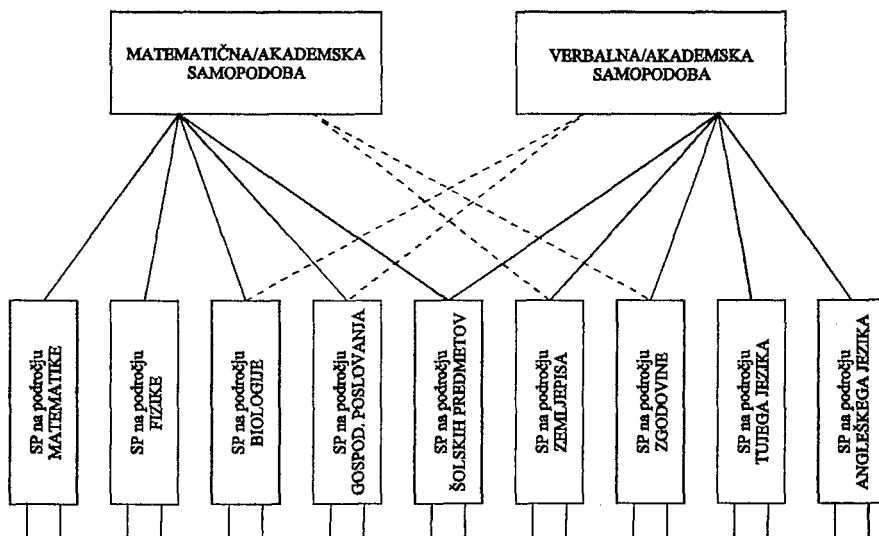 MATEMATIČNA/AKADEMSKA
SAMOPODOBA
VERBALNA/AKADEMSKA
SAMOPODOBA
SP na področju
MATEMATIKE
SP na področju
FIZIKE
SP na področju
BIOLOGIJE
SP na področju
GOSPOD. POSLOVANJA
SP na področju
ŠOLSKIH PREDMETOV
SP na področju
ZEMLJEPISA
SP na področju
ZGODOVINE
SP na področju
TUJEGA JEZIKA
SP na področju
ANGLEŠKEGA JEZIKA